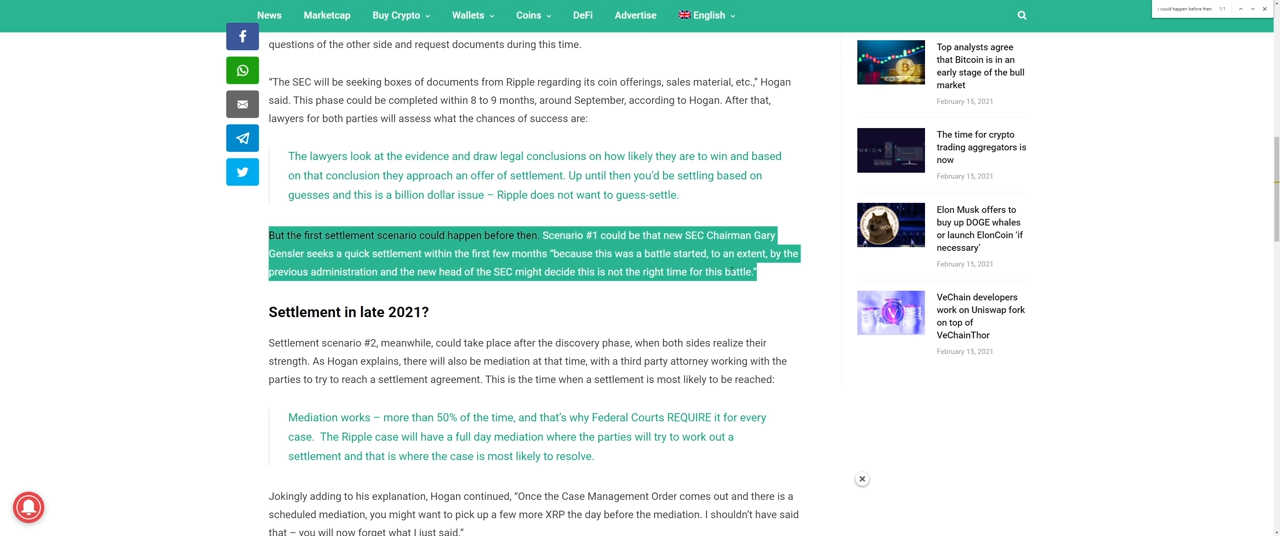 i could happen before then. 1/1
News Marketcap Buy Crypto Wallets Coins DeFi Advertise English
questions of the other side and request documents during this time.
“The SEC will be seeking boxes of documents from Ripple regarding its coin offerings, sales material, etc.,” Hogan
said. This phase could be completed within 8 to 9 months, around September, according to Hogan. After that,
lawyers for both parties will assess what the chances of success are:
The lawyers look at the evidence and draw legal conclusions on how likely they are to win and based
on that conclusion they approach an offer of settlement. Up until then you’d be settling based on
guesses and this is a billion dollar issue – Ripple does not want to guess-settle.
But the first settlement scenario could happen before then. Scenario #1 could be that new SEC Chairman Gary
Gensler seeks a quick settlement within the first few months “because this was a battle started, to an extent, by the
previous administration and the new head of the SEC might decide this is not the right time for this battle.”
Settlement in late 2021?
Settlement scenario #2, meanwhile, could take place after the discovery phase, when both sides realize their
strength. As Hogan explains, there will also be mediation at that time, with a third party attorney working with the
parties to try to reach a settlement agreement. This is the time when a settlement is most likely to be reached:
Mediation works – more than 50% of the time, and that’s why Federal Courts REQUIRE it for every
case. The Ripple case will have a full day mediation where the parties will try to work out a
settlement and that is where the case is most likely to resolve.
Jokingly adding to his explanation, Hogan continued, “Once the Case Management Order comes out and there is a
scheduled mediation, you might want to pick up a few more XRP the day before the mediation. I shouldn’t have said
that – you will now forget what I just said.”
Top analysts agree
that Bitcoin is in an
early stage of the bull
market
February 15, 2021
The time for crypto
trading aggregators is
now
February 15, 2021
Elon Musk offers to
buy up DOGE whales
or launch ElonCoin ‘if
necessary’
February 15, 2021
VeChain developers
work on Uniswap fork
on top of
VeChainThor
February 15, 2021